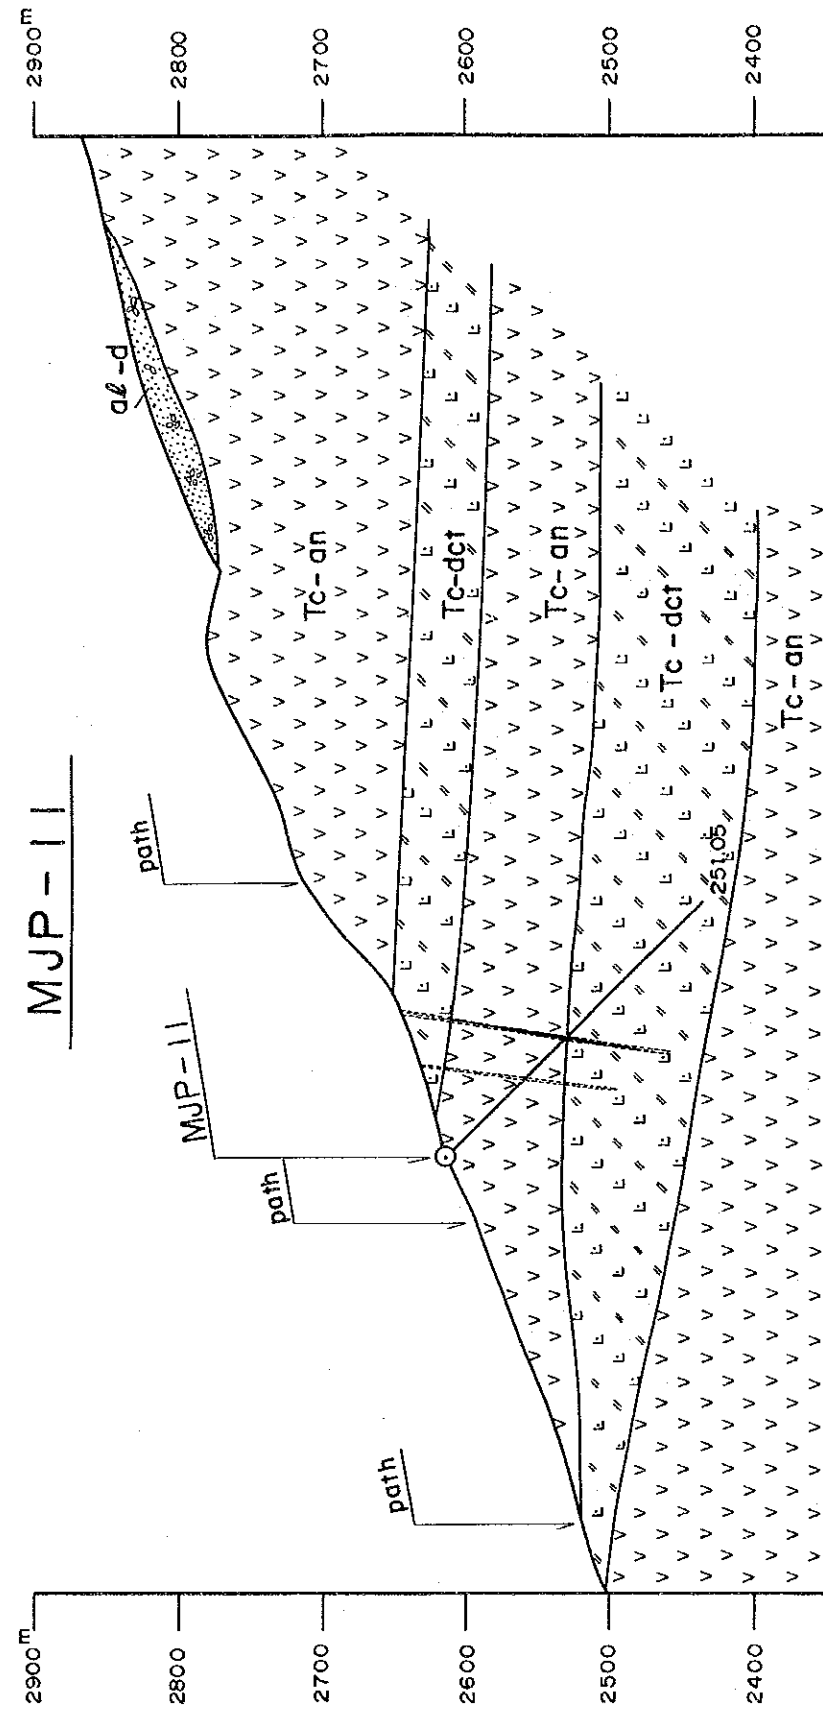 MJP-11
2900m
2800
2700
2600
2500
2400
2900m
2800
2700
2600
2500
2400
path
path
MJP-11
path
al-d
Tc-an
Tc-dct
Tc-an
Tc-dct
Tc-an
251.05